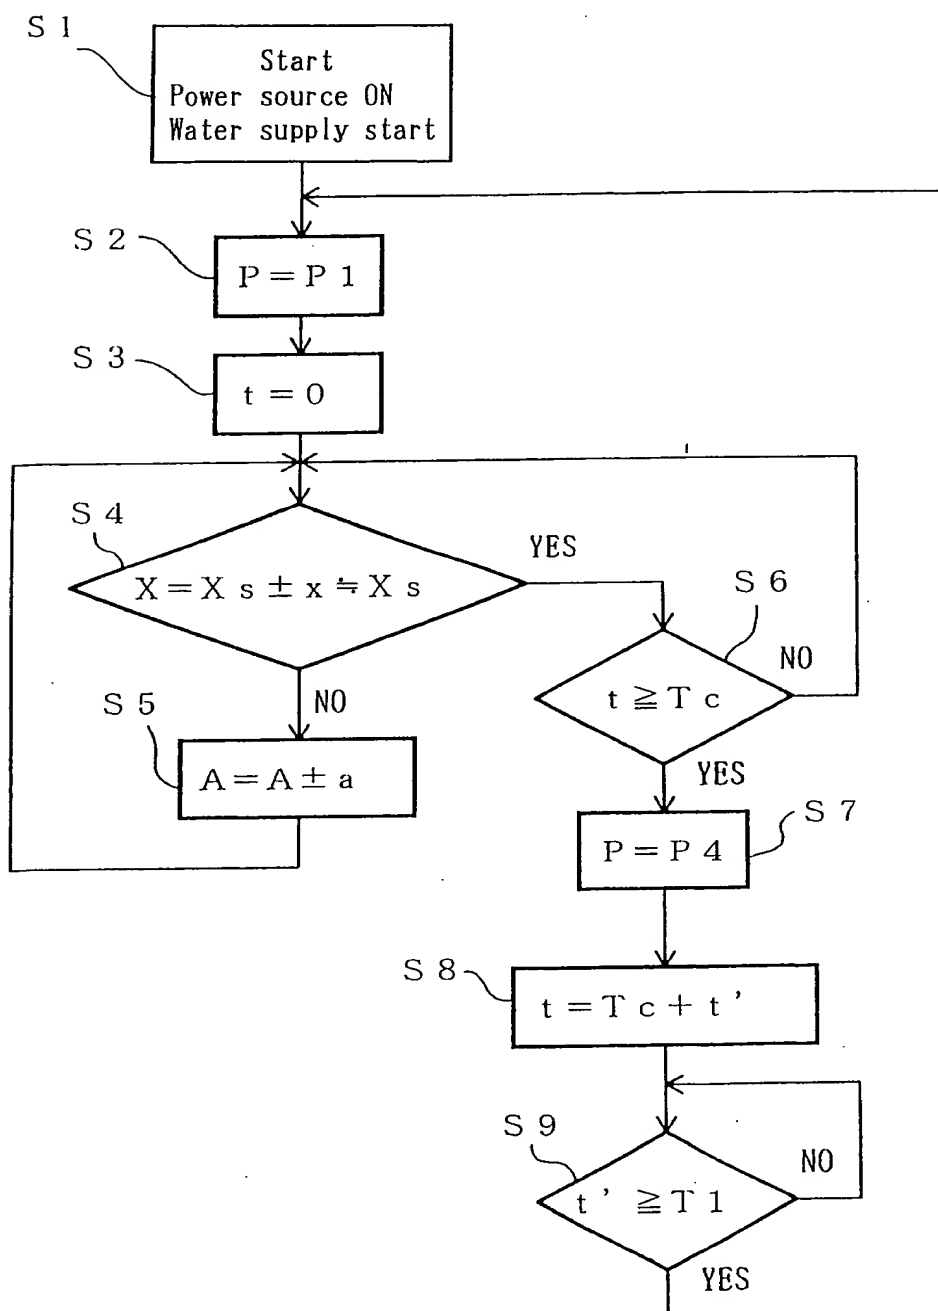 S 1
Start
Power source ON
Water supply start
S 2
P = P 1
S 3
t = 0
S 4
X = X s ± x ≒ X s
YES
NO
S 5
A = A ± a
S 6
t ≧ T c
NO
YES
S 7
P = P 4
S 8
t = T c + t '
S 9
t ' ≧ T 1
NO
YES